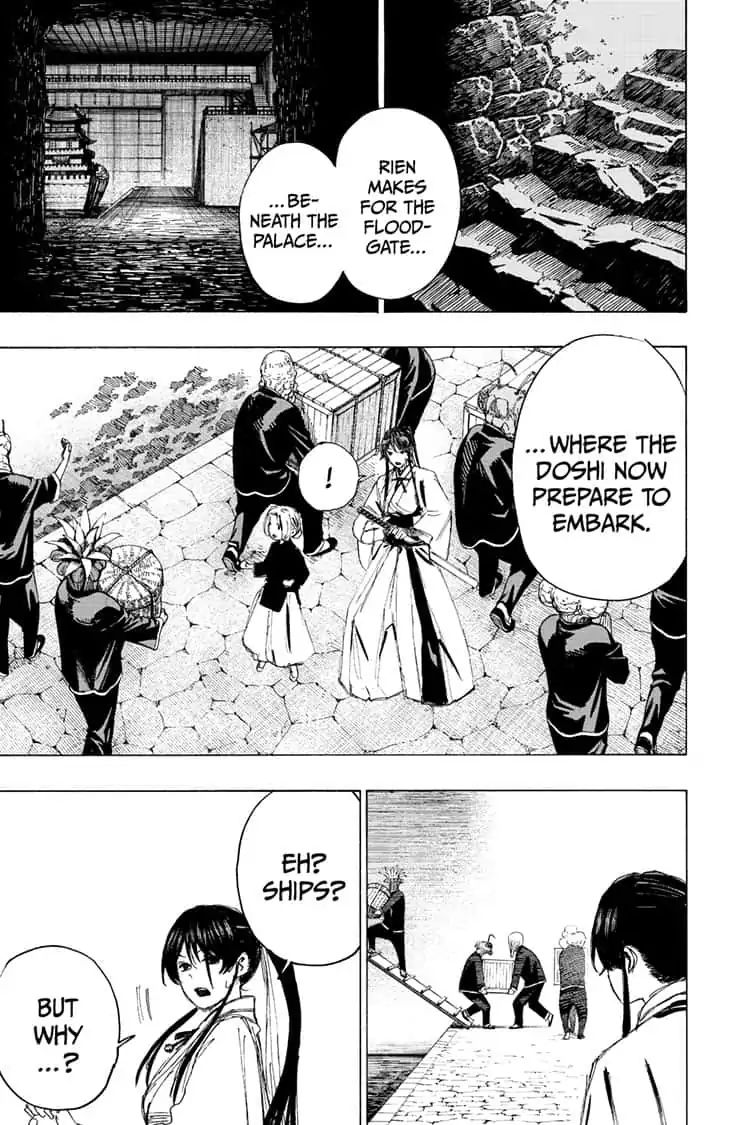 RIEN
MAKES
FOR THE
FLOOD-
GATE...
...BE-
NEATH THE
PALACE...
...WHERE THE
DOSHI NOW
PREPARE TO
EMBARK.
!
EH?
SHIPS?
BUT
WHY
...?